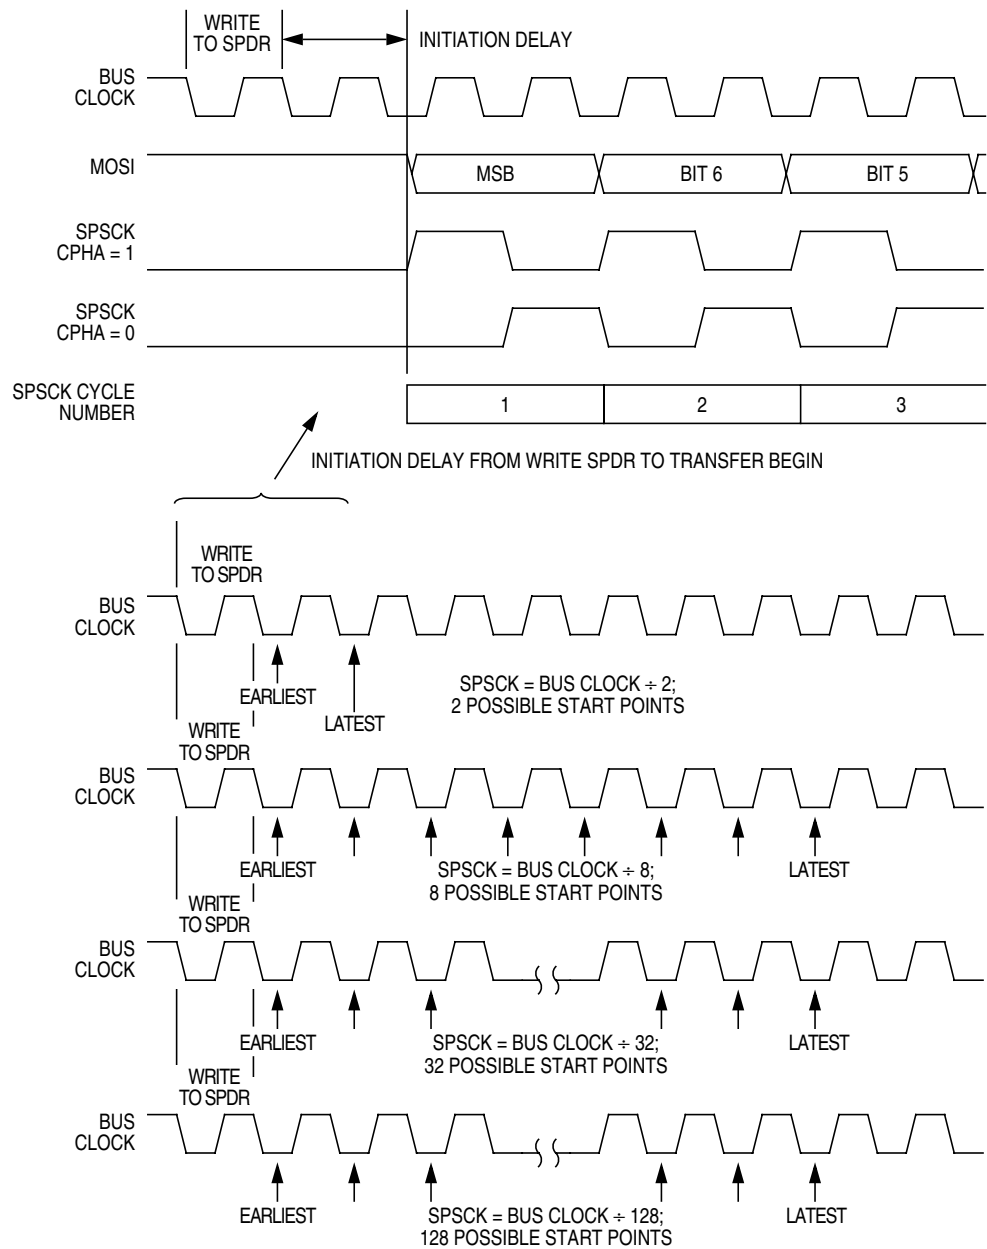 WRITE
TO SPDR
INITIATION DELAY
BUS
CLOCK
MOSI
MSB
BIT 6
BIT 5
SPSCK
CPHA = 1
SPSCK
CPHA = 0
SPSCK CYCLE
NUMBER
1
2
3
INITIATION DELAY FROM WRITE SPDR TO TRANSFER BEGIN
WRITE
TO SPDR
BUS
CLOCK
EARLIEST
LATEST
SPSCK = BUS CLOCK ÷ 2;
2 POSSIBLE START POINTS
WRITE
TO SPDR
BUS
CLOCK
EARLIEST
SPSCK = BUS CLOCK ÷ 8;
8 POSSIBLE START POINTS
LATEST
WRITE
TO SPDR
BUS
CLOCK
EARLIEST
SPSCK = BUS CLOCK ÷ 32;
32 POSSIBLE START POINTS
LATEST
WRITE
TO SPDR
BUS
CLOCK
EARLIEST
SPSCK = BUS CLOCK ÷ 128;
128 POSSIBLE START POINTS
LATEST